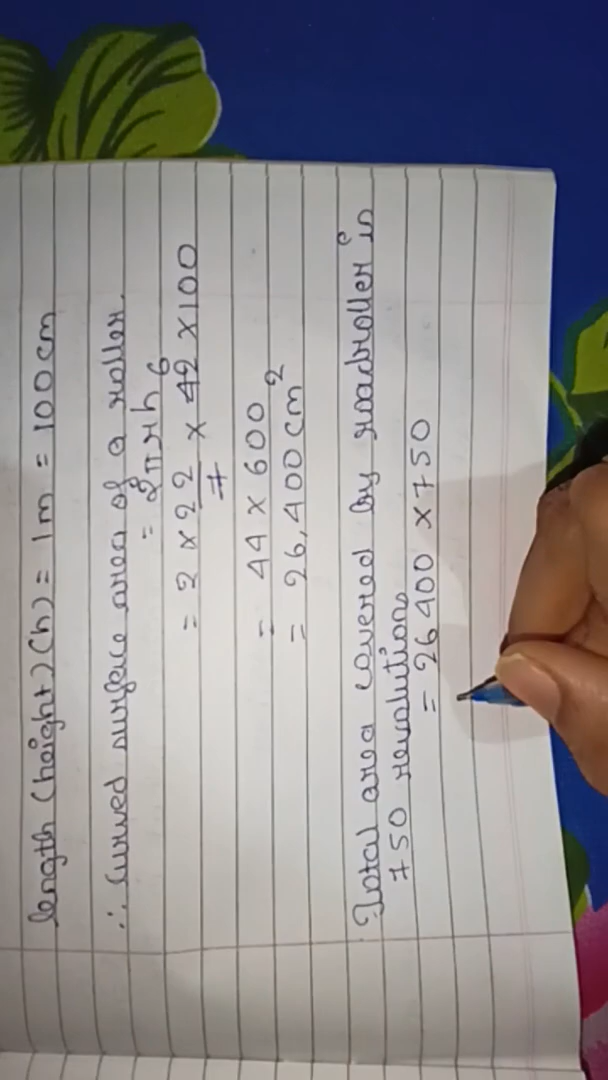 length (height) (h) = 1m = 100cm
∴ Curved surface area of a roller.
= 2πrh
= 2 × 22/7 × 42 × 100
6
= 44 × 600
= 26,400 cm²
Total area covered by roadroller in
750 revolutions
= 26400 × 750